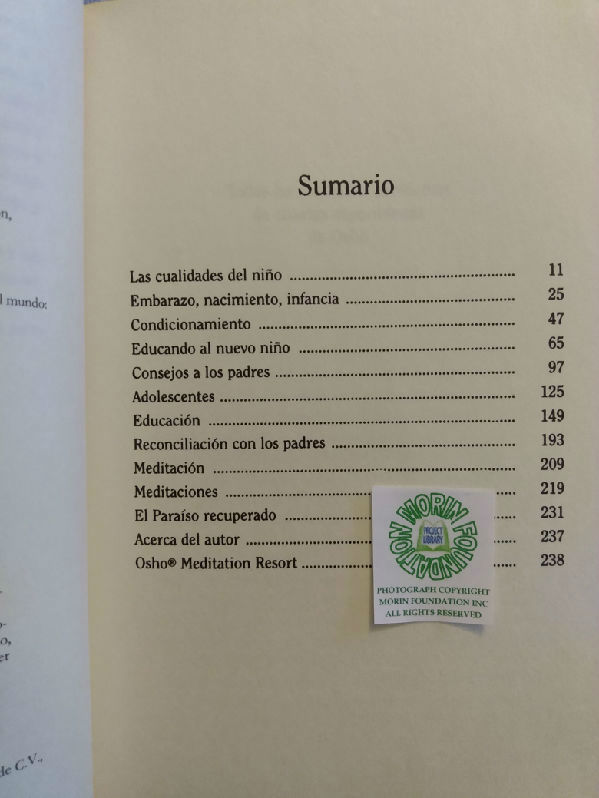 Sumario
Las cualidades del niño 11
Embarazo, nacimiento, infancia 25
Condicionamiento 47
Educando al nuevo niño 65
Consejos a los padres 97
Adolescentes 125
Educación 149
Reconciliación con los padres 193
Meditación 209
Meditaciones 219
El Paraíso recuperado 231
Acerca del autor 237
Osho® Meditation Resort 238
MORIN FOUNDATION
PROJECT
LIBRARY
PHOTOGRAPH COPYRIGHT
MORIN FOUNDATION INC
ALL RIGHTS RESERVED
l mundo:
de C.V.,